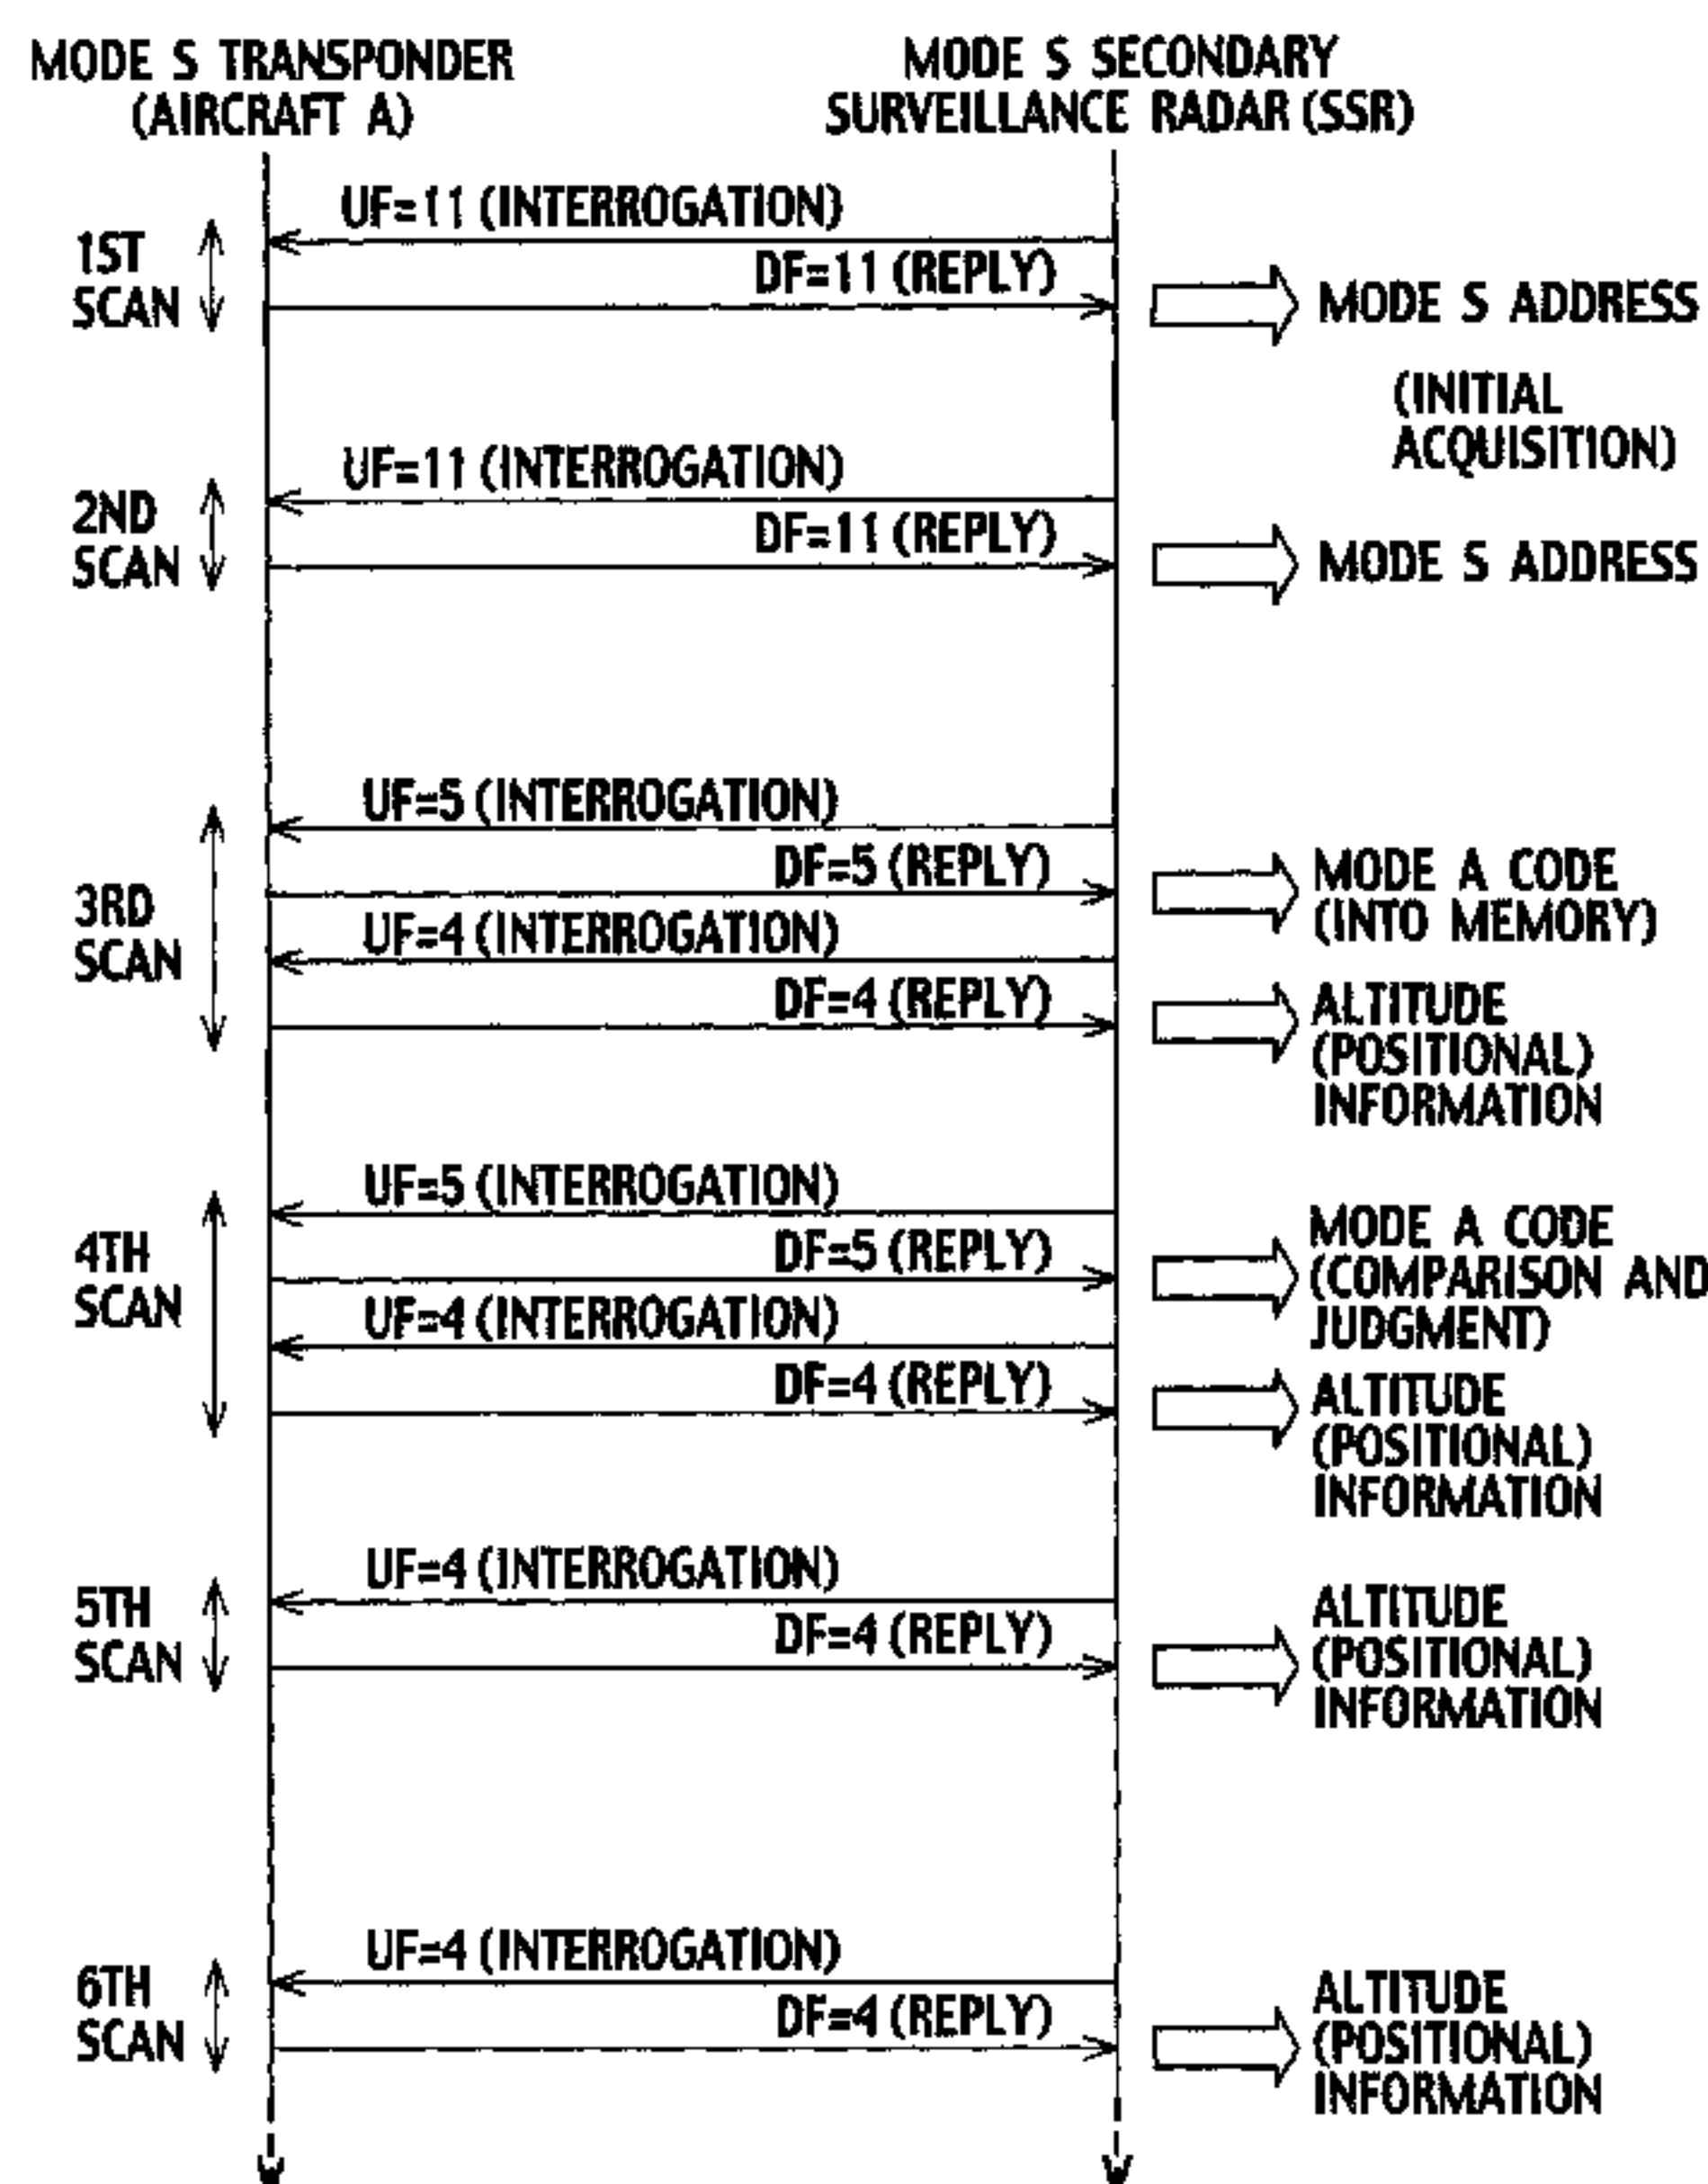 MODE S TRANSPONDER
(AIRCRAFT A)
MODE S SECONDARY
SURVEILLANCE RADAR (SSR)
1ST
SCAN
UF=11 (INTERROGATION)
DF=11 (REPLY)
MODE S ADDRESS
(INITIAL
ACQUISITION)
2ND
SCAN
UF=11 (INTERROGATION)
DF=11 (REPLY)
MODE S ADDRESS
3RD
SCAN
UF=5 (INTERROGATION)
DF=5 (REPLY)
MODE A CODE
(INTO MEMORY)
UF=4 (INTERROGATION)
DF=4 (REPLY)
ALTITUDE
(POSITIONAL)
INFORMATION
4TH
SCAN
UF=5 (INTERROGATION)
DF=5 (REPLY)
MODE A CODE
(COMPARISON AND
JUDGMENT)
UF=4 (INTERROGATION)
DF=4 (REPLY)
ALTITUDE
(POSITIONAL)
INFORMATION
5TH
SCAN
UF=4 (INTERROGATION)
DF=4 (REPLY)
ALTITUDE
(POSITIONAL)
INFORMATION
6TH
SCAN
UF=4 (INTERROGATION)
DF=4 (REPLY)
ALTITUDE
(POSITIONAL)
INFORMATION